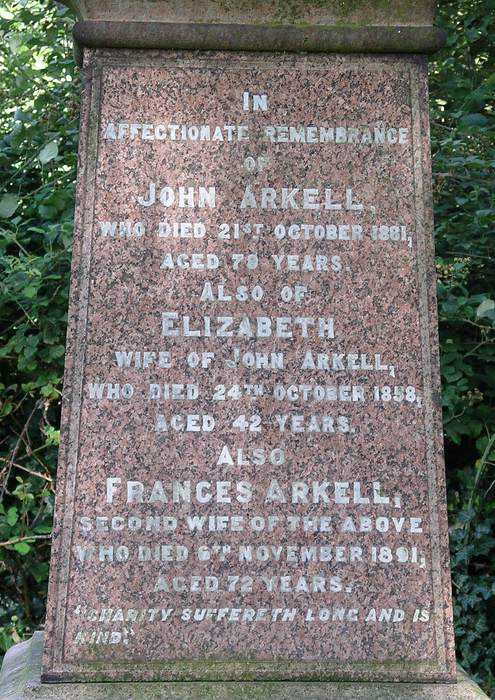 IN
AFFECTIONATE REMEMBRANCE
OF
JOHN ARKELL,
WHO DIED 21ST OCTOBER 1881,
AGED 79 YEARS.
ALSO OF
ELIZABETH
WIFE OF JOHN ARKELL,
WHO DIED 24TH OCTOBER 1858,
AGED 42 YEARS.
ALSO
FRANCES ARKELL,
SECOND WIFE OF THE ABOVE
WHO DIED 6TH NOVEMBER 1891,
AGED 72 YEARS.
"CHARITY SUFFERETH LONG AND IS
KIND."